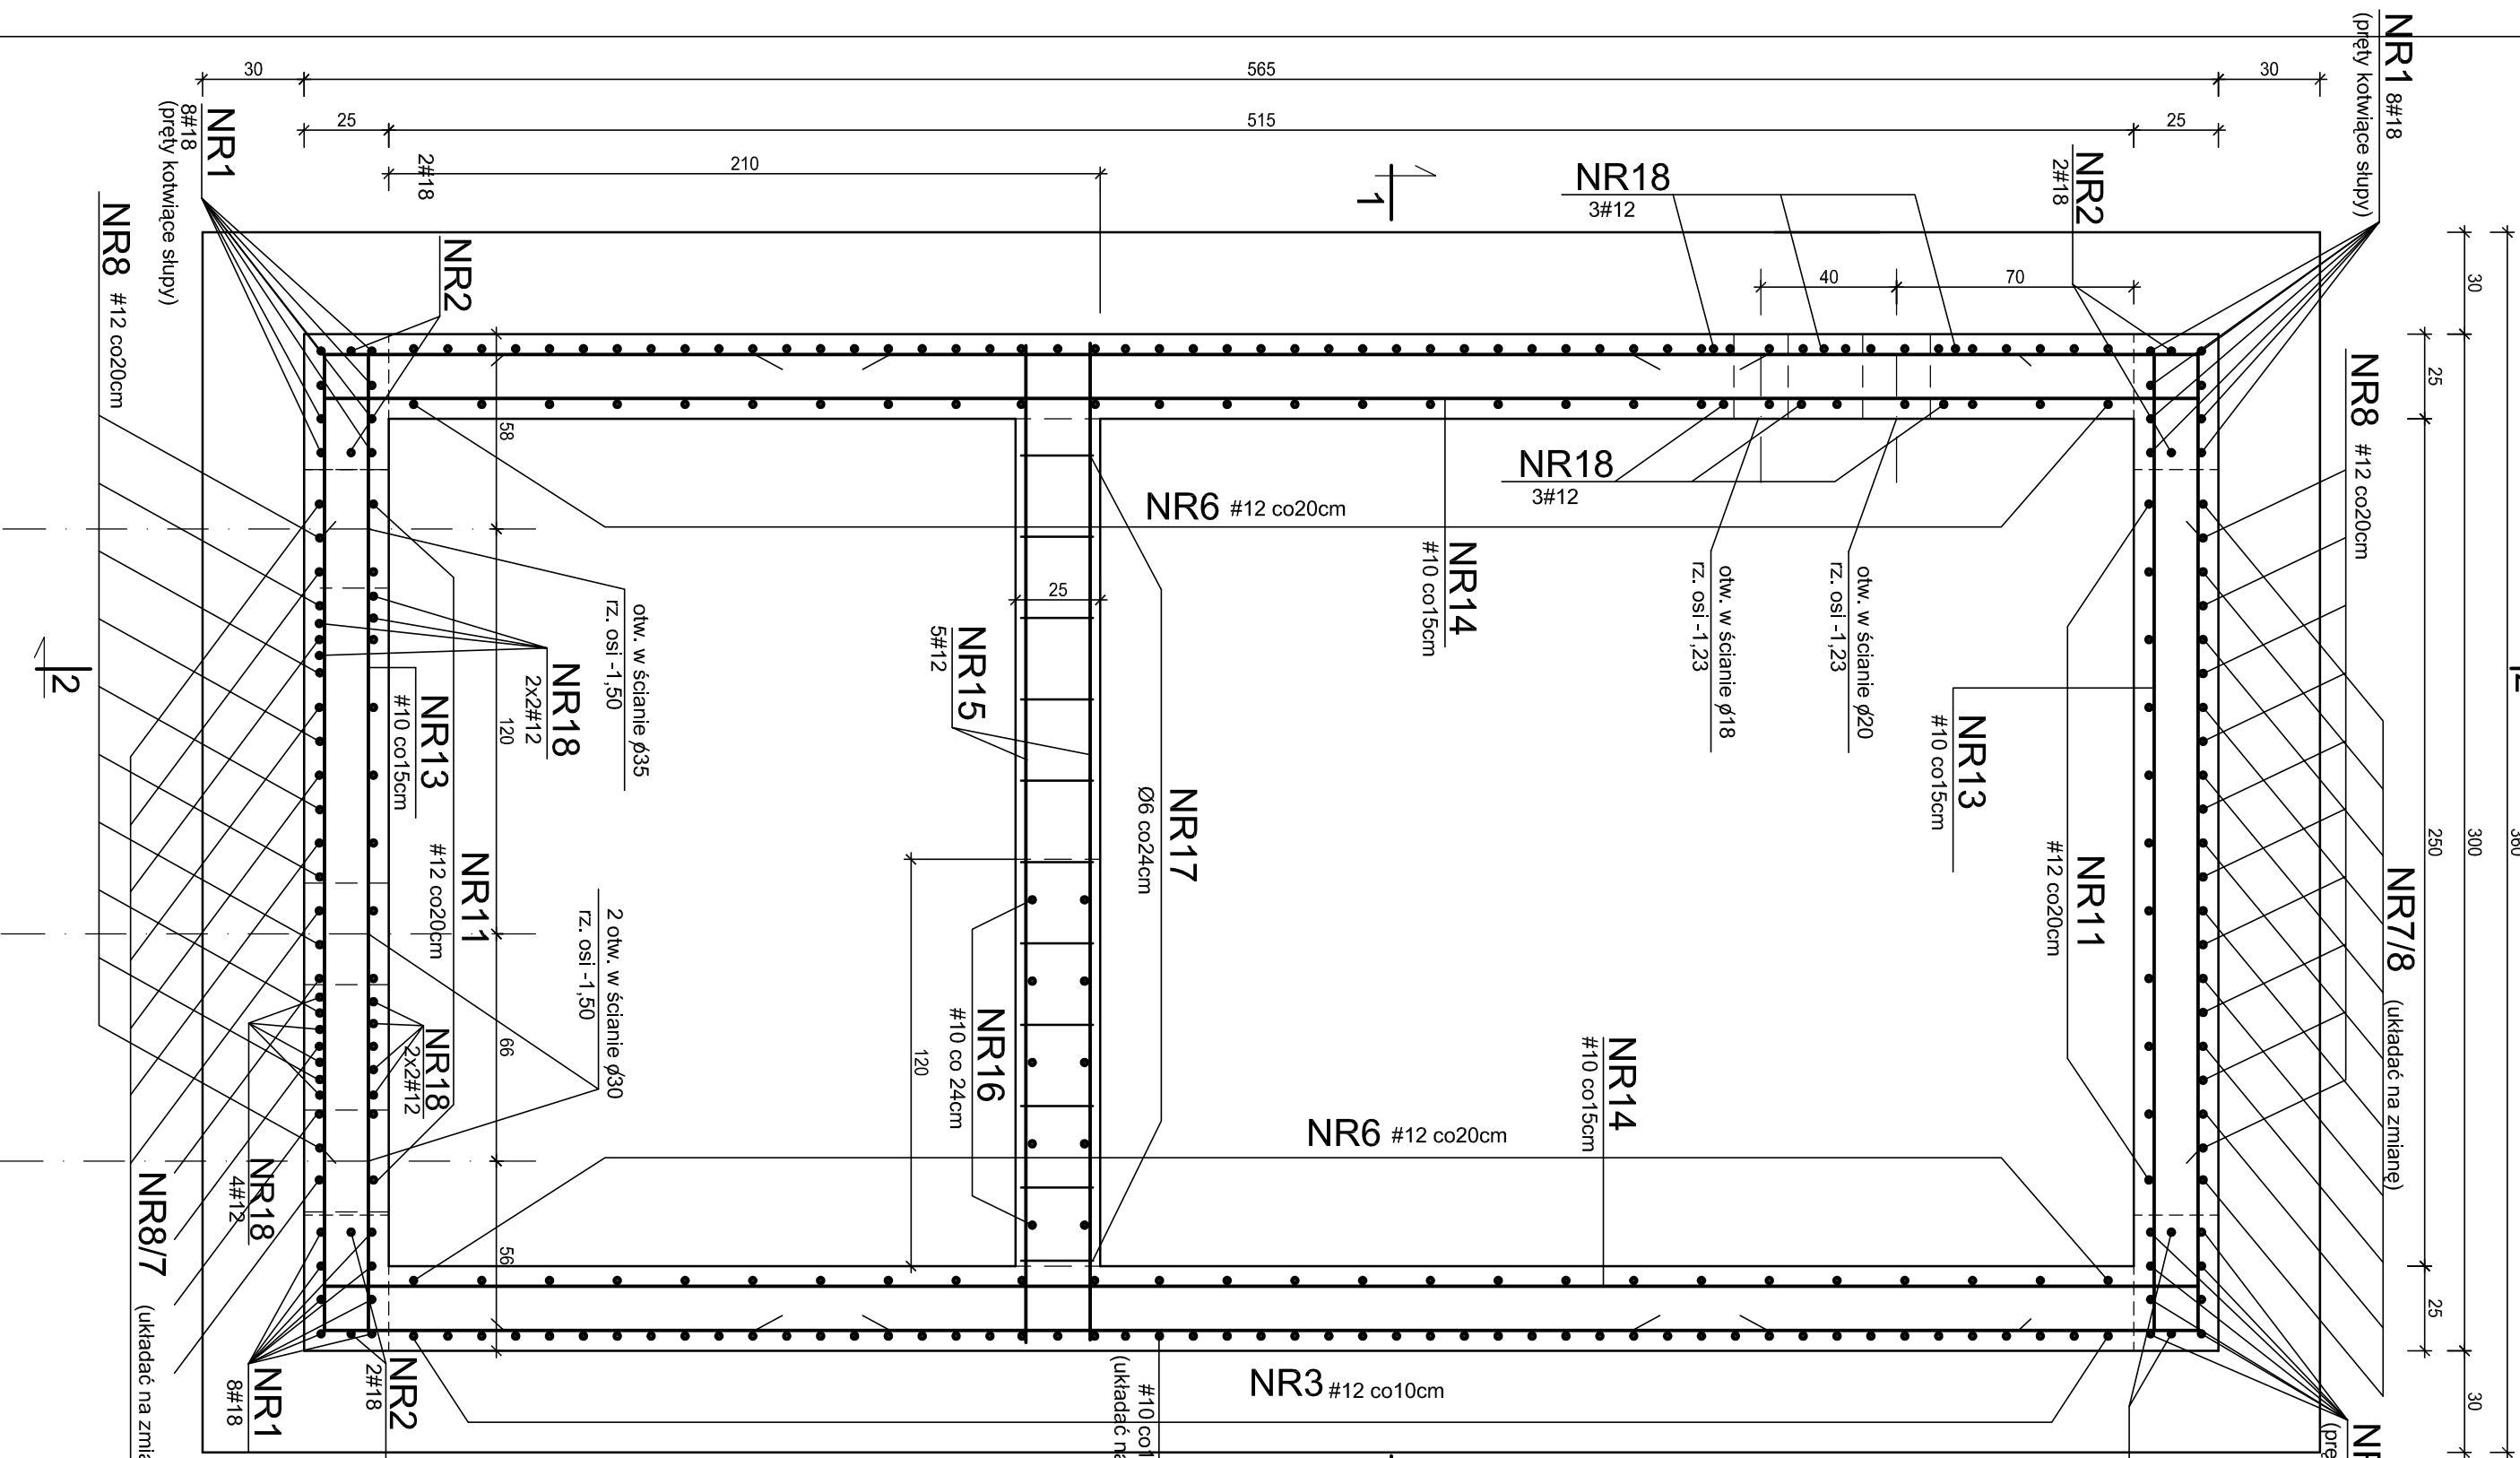 30
565
30
25
515
25
210
NR1
8#18
(pręty kotwiące słupy)
2#18
NR2
NR8 #12 co20cm
1
NR18
3#12
NR1 8#18
(pręty kotwiące słupy)
NR2
2#18
40
70
30
25
NR8 #12 co20cm
58
NR18
3#12
NR6 #12 co20cm
NR14
#10 co15cm
otw. w ścianie ø18
rz. osi -1,23
otw. w ścianie ø20
rz. osi -1,23
25
otw. w ścianie ø35
rz. osi -1,50
NR15
5#12
2
NR18
2x2#12
NR13
#10 co15cm
120
NR13
#10 co15cm
NR17
Ø6 co24cm
NR11
#12 co20cm
NR11
#12 co20cm
250
300
360
NR7/8 (układać na zmianę)
2 otw. w ścianie ø30
rz. osi -1,50
NR16
#10 co 24cm
120
66
NR18
2x2#12
NR14
#10 co15cm
NR6 #12 co20cm
NR18
4#12
NR8/7 (układać na
56
25
NR1
8#18
NR2
2#18
NR3 #12 co10cm
30